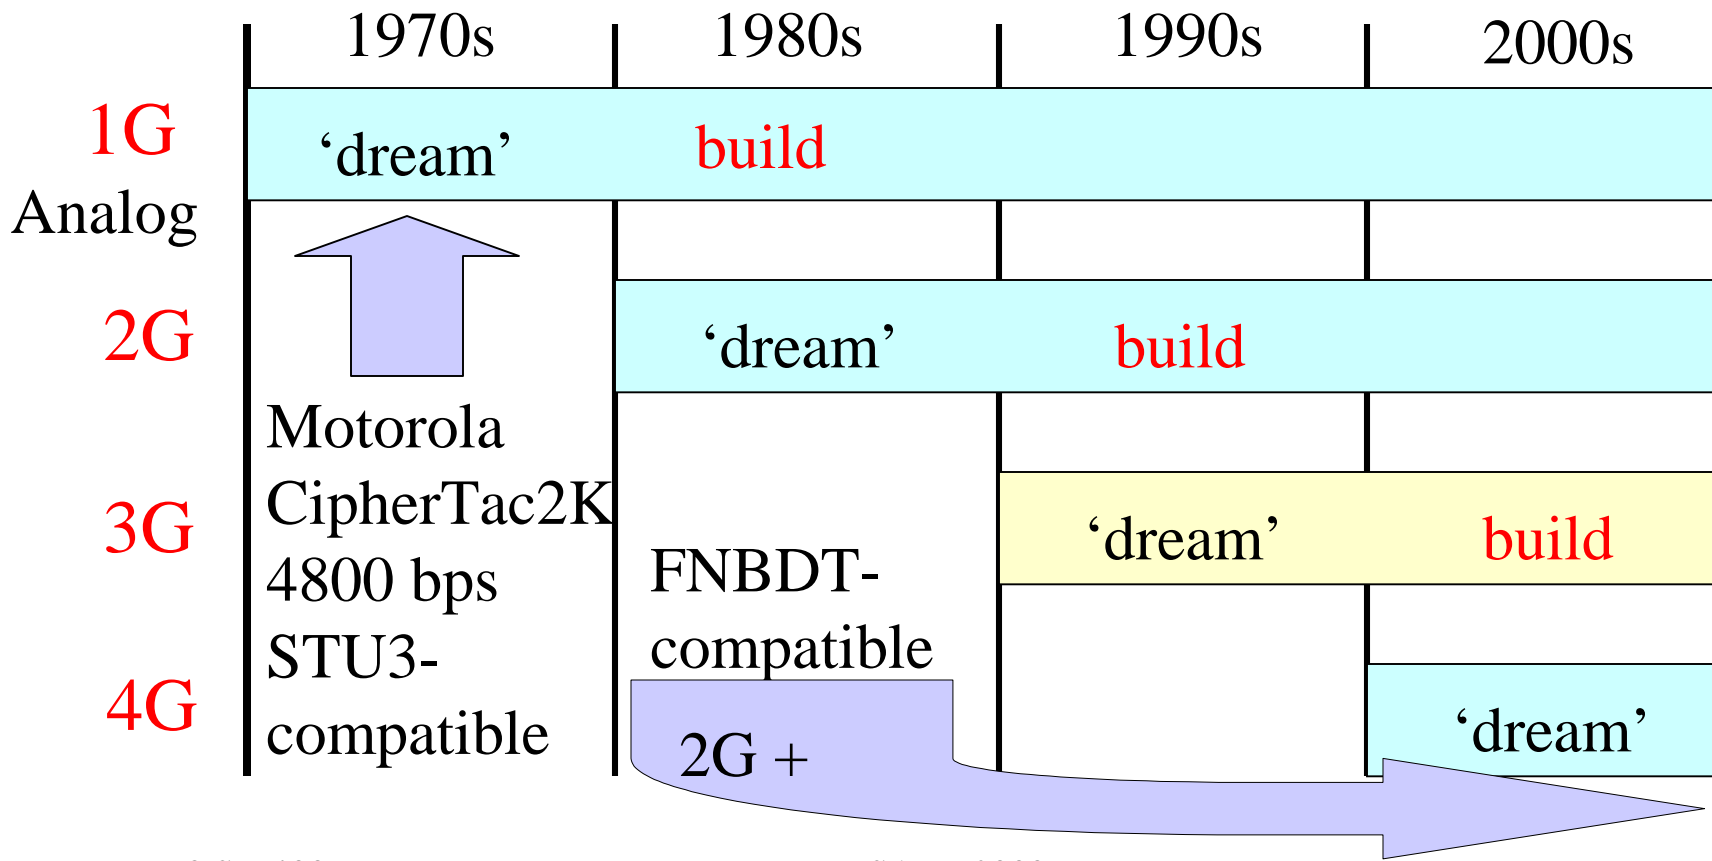 1970s 1980s 1990s 2000s
1G ‘dream’ build
Analog
2G ‘dream’ build
Motorola
CipherTac2K
4800 bps
STU3-
compatible
3G ‘dream’ build
FNBDT-
compatible
4G ‘dream’
2G +